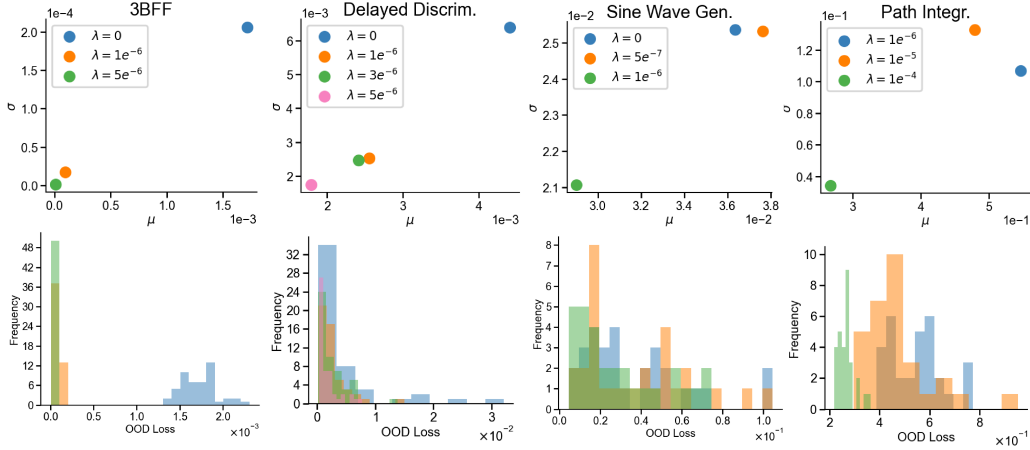 3BFF
1e−4
2.0
1.5
1.0
0.5
0.0
σ
λ = 0
λ = 1e⁻⁶
λ = 5e⁻⁶
0.0 0.5 1.0 1.5
μ
1e−3
Delayed Discrim.
1e−3
6
5
4
3
2
σ
λ = 0
λ = 1e⁻⁶
λ = 3e⁻⁶
λ = 5e⁻⁶
2 3 4
μ
1e−3
Sine Wave Gen.
1e−2
2.5
2.4
2.3
2.2
2.1
σ
λ = 0
λ = 5e⁻⁷
λ = 1e⁻⁶
3.0 3.2 3.4 3.6 3.8
μ
1e−2
Path Integr.
1e−1
1.2
1.0
0.8
0.6
0.4
σ
λ = 1e⁻⁶
λ = 1e⁻⁵
λ = 1e⁻⁴
3 4 5
μ
1e−1
Frequency
48
42
36
30
24
18
12
6
0
0.0 0.5 1.0 1.5 2.0
OOD Loss
×10⁻³
Frequency
32
28
24
20
16
12
8
4
0
0 1 2 3
OOD Loss
×10⁻²
Frequency
8
7
6
5
4
3
2
1
0
0.0 0.2 0.4 0.6 0.8 1.0
OOD Loss
×10⁻¹
Frequency
10
8
6
4
2
0
2 4 6 8
OOD Loss
×10⁻¹